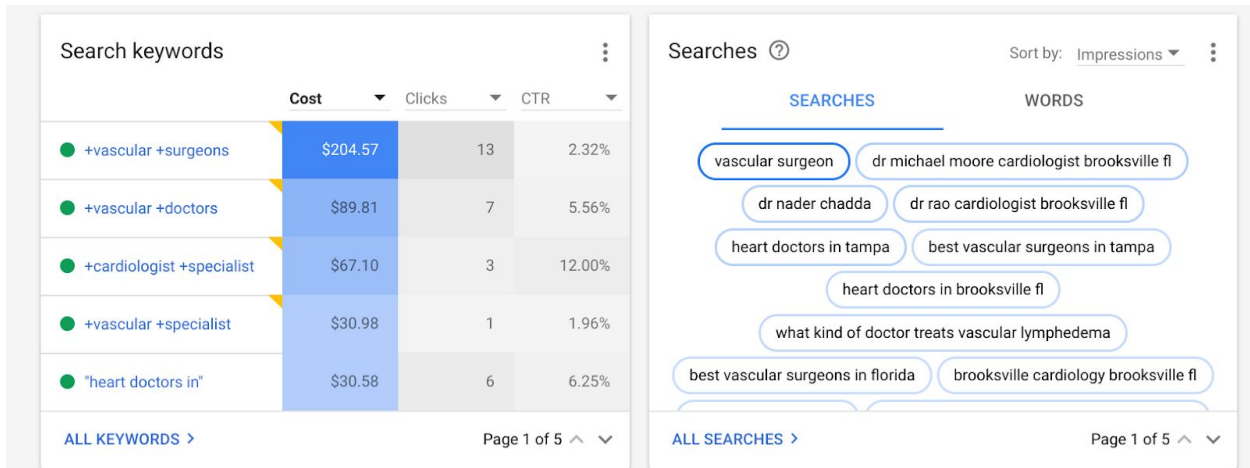 Search keywords
Cost Clicks CTR
+vascular +surgeons $204.57 13 2.32%
+vascular +doctors $89.81 7 5.56%
+cardiologist +specialist $67.10 3 12.00%
+vascular +specialist $30.98 1 1.96%
"heart doctors in" $30.58 6 6.25%
ALL KEYWORDS Page 1 of 5
Searches Sort by: Impressions
SEARCHES WORDS
vascular surgeon dr michael moore cardiologist brooksville fl
dr nader chadda dr rao cardiologist brooksville fl
heart doctors in tampa best vascular surgeons in tampa
heart doctors in brooksville fl
what kind of doctor treats vascular lymphedema
best vascular surgeons in florida brooksville cardiology brooksville fl
ALL SEARCHES Page 1 of 5